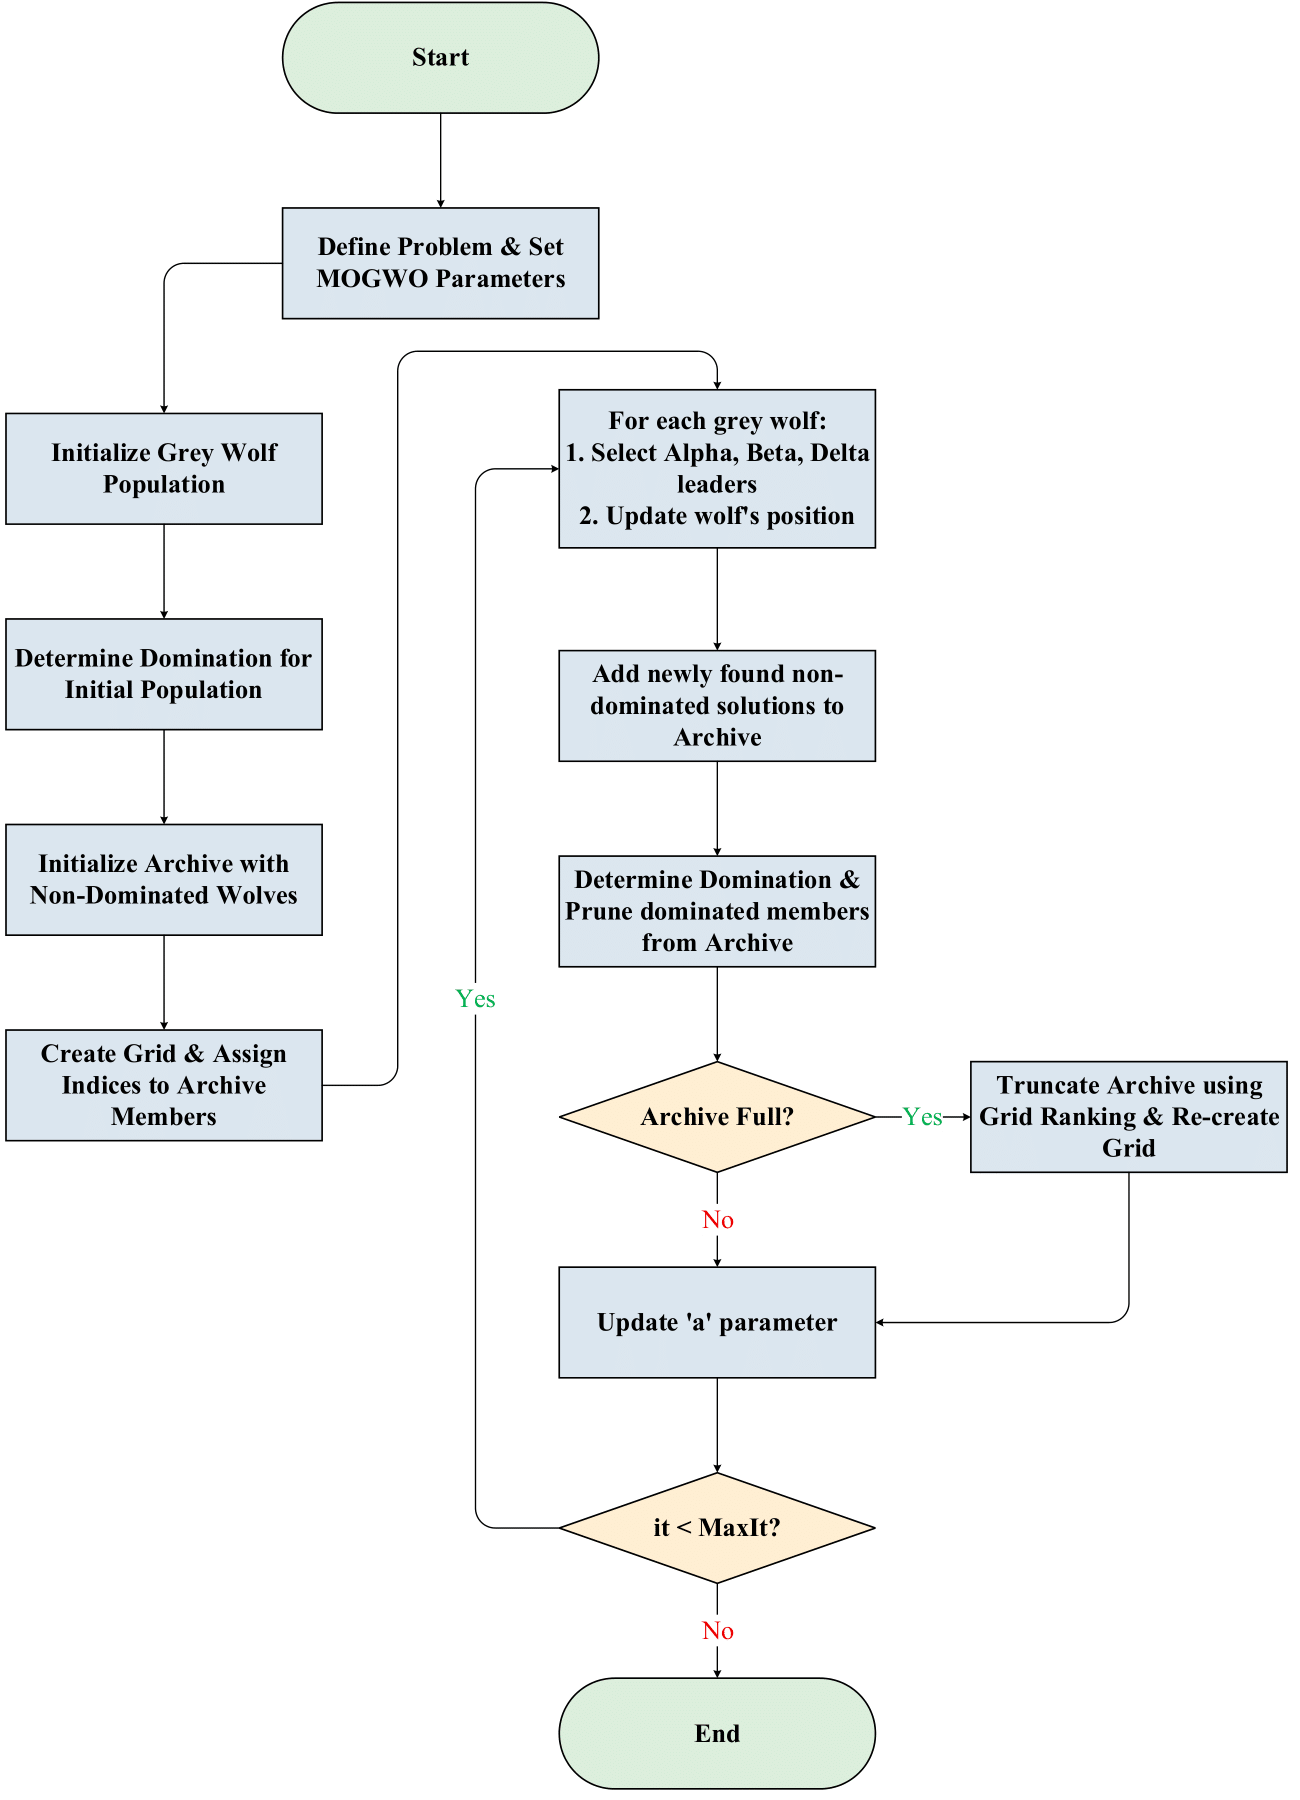 Start
Define Problem & Set
MOGWO Parameters
Initialize Grey Wolf
Population
Determine Domination for
Initial Population
Initialize Archive with
Non-Dominated Wolves
Create Grid & Assign
Indices to Archive
Members
For each grey wolf:
1. Select Alpha, Beta, Delta
leaders
2. Update wolf's position
Add newly found non-
dominated solutions to
Archive
Determine Domination &
Prune dominated members
from Archive
Archive Full?
Yes
Truncate Archive using
Grid Ranking & Re-create
Grid
No
Update 'a' parameter
it < MaxIt?
Yes
No
End